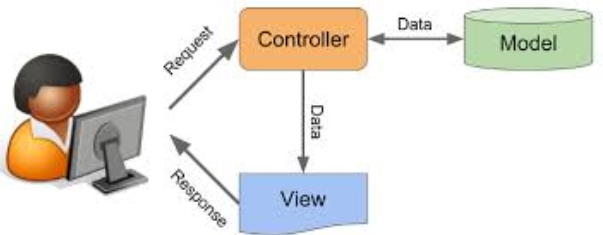 Request
Controller
Data
Model
Data
Response
View